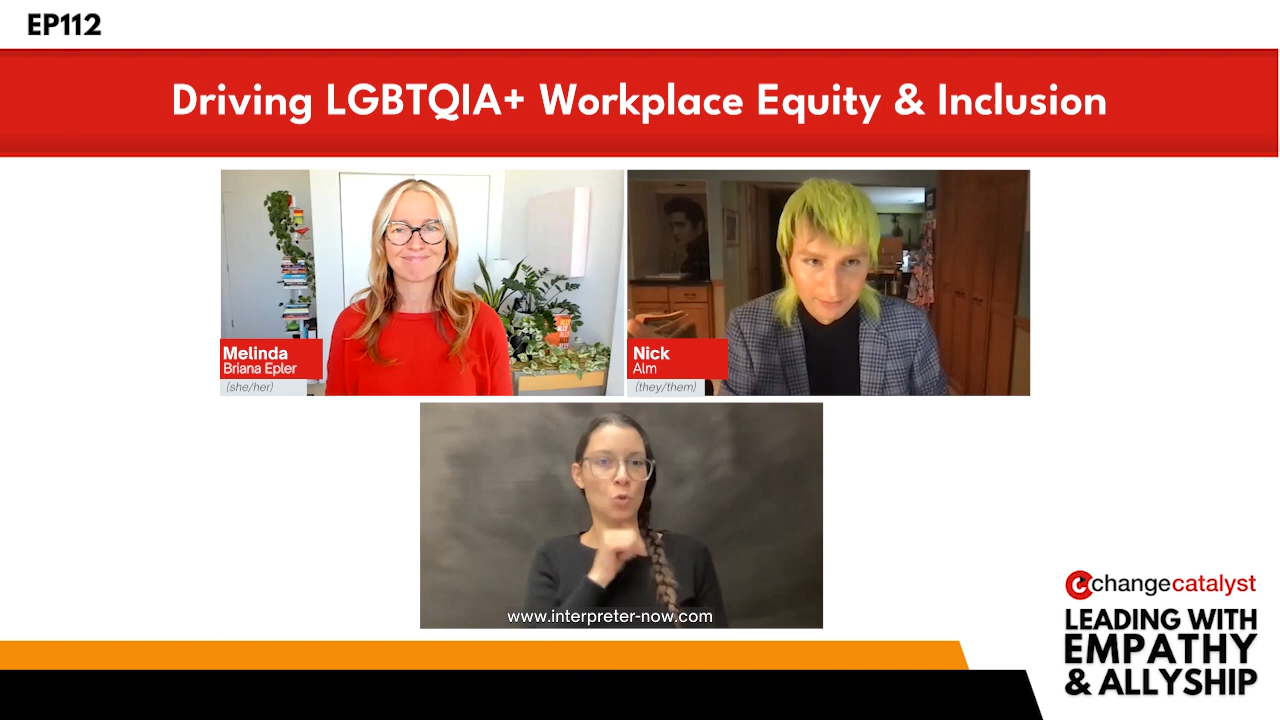 EP112
Driving LGBTQIA+ Workplace Equity & Inclusion
Melinda
Briana Epler
(she/her)
Nick
Alm
(they/them)
www.interpreter-now.com
changecatalyst
LEADING WITH
EMPATHY
& ALLYSHIP